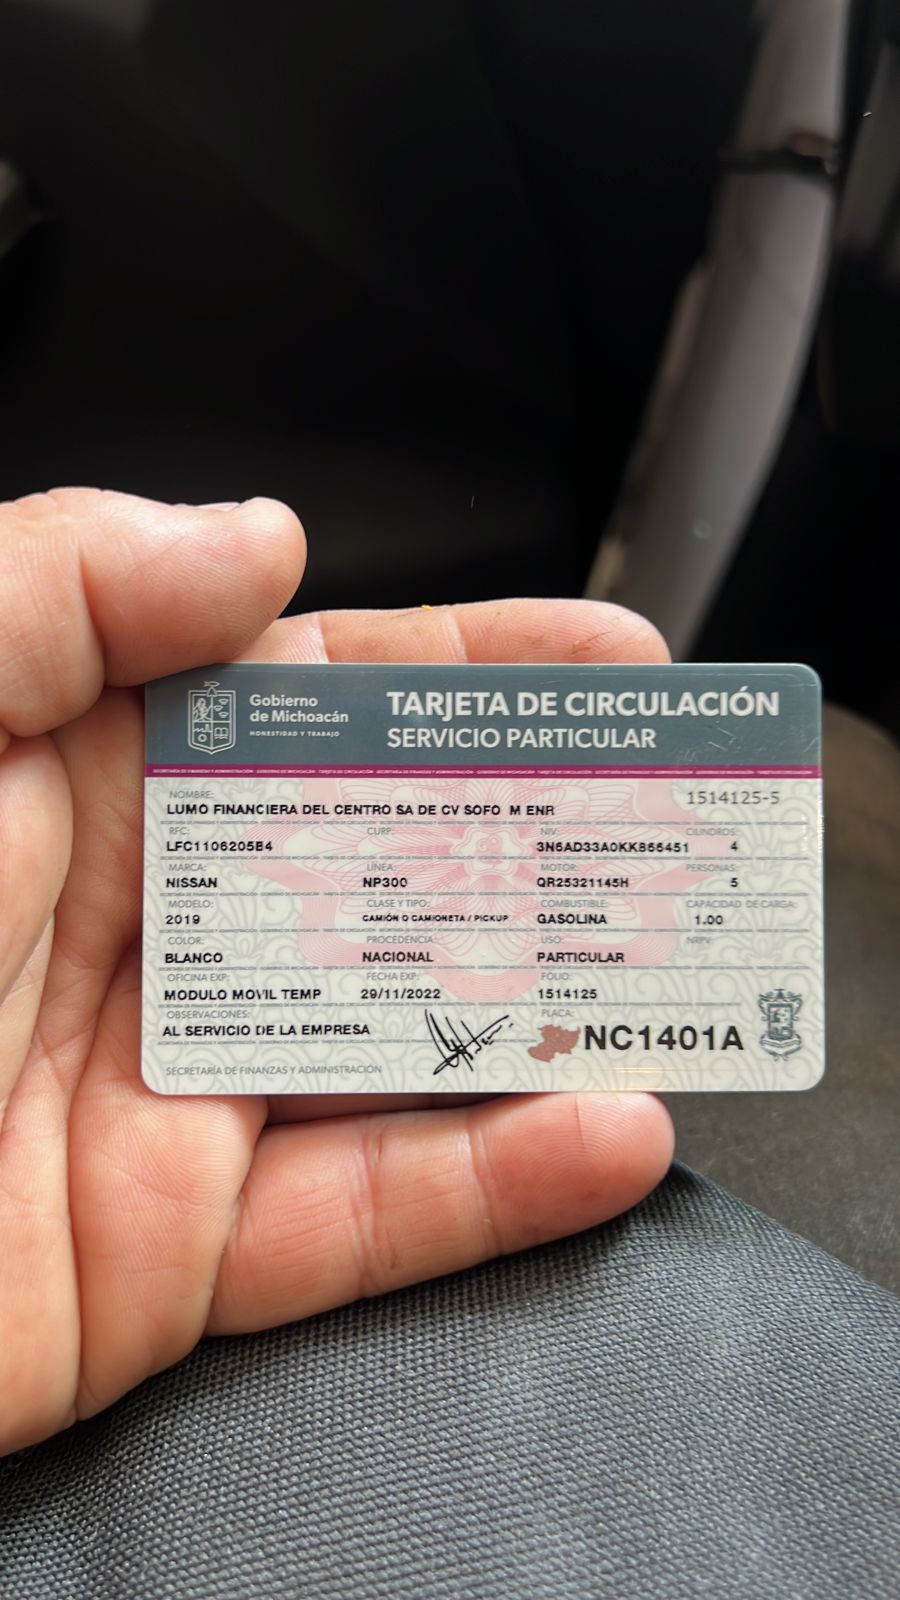 Gobierno
de Michoacán
HONESTIDAD Y TRABAJO
TARJETA DE CIRCULACIÓN
SERVICIO PARTICULAR
1514125-5
NOMBRE:
LUMO FINANCIERA DEL CENTRO SA DE CV SOFO M ENR
RFC: CURP: NIV: CILINDROS:
LFC1106205B4 3N6AD33A0KK866451 4
MARCA: LÍNEA: MOTOR: PERSONAS:
NISSAN NP300 QR25321145H 5
MODELO: CLASE Y TIPO: COMBUSTIBLE: CAPACIDAD DE CARGA:
2019 CAMIÓN O CAMIONETA / PICKUP GASOLINA 1.00
COLOR: PROCEDENCIA: USO: NRPV:
BLANCO NACIONAL PARTICULAR
OFICINA EXP: FECHA EXP: FOLIO:
MODULO MOVIL TEMP 29/11/2022 1514125
OBSERVACIONES: PLACA:
AL SERVICIO DE LA EMPRESA NC1401A
SECRETARÍA DE FINANZAS Y ADMINISTRACIÓN